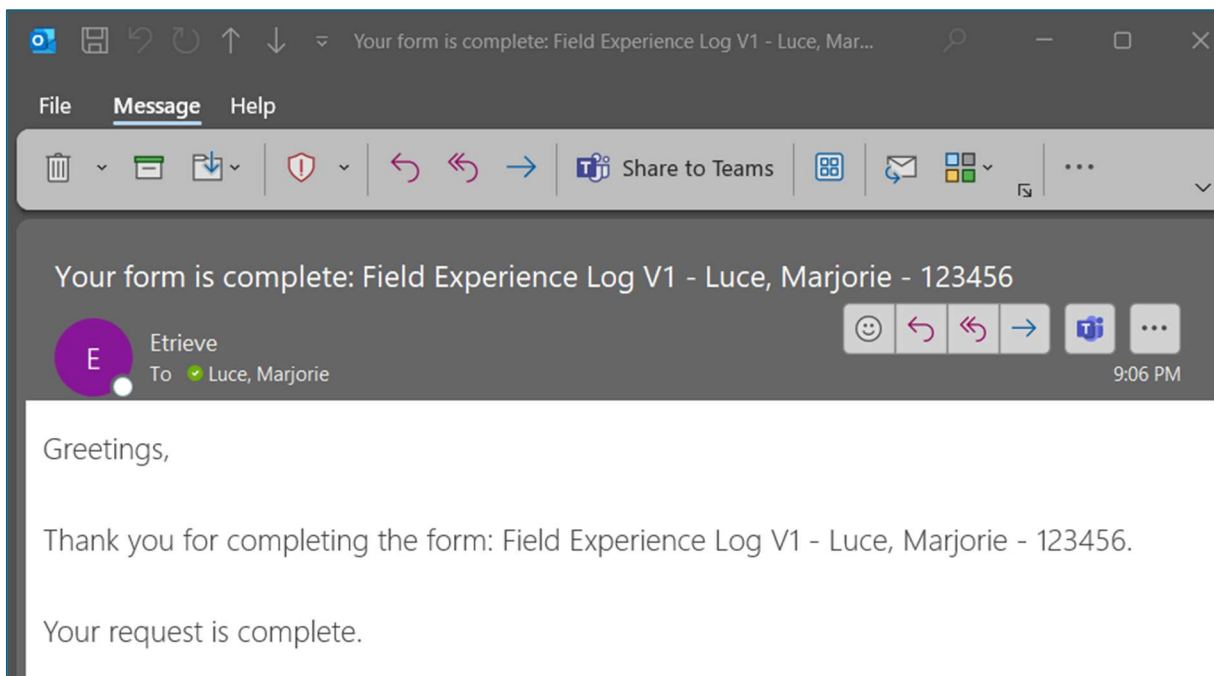 Your form is complete: Field Experience Log V1 - Luce, Mar...
File Message Help
Share to Teams
Your form is complete: Field Experience Log V1 - Luce, Marjorie - 123456
E
Etrieve
To Luce, Marjorie
9:06 PM
Greetings,
Thank you for completing the form: Field Experience Log V1 - Luce, Marjorie - 123456.
Your request is complete.